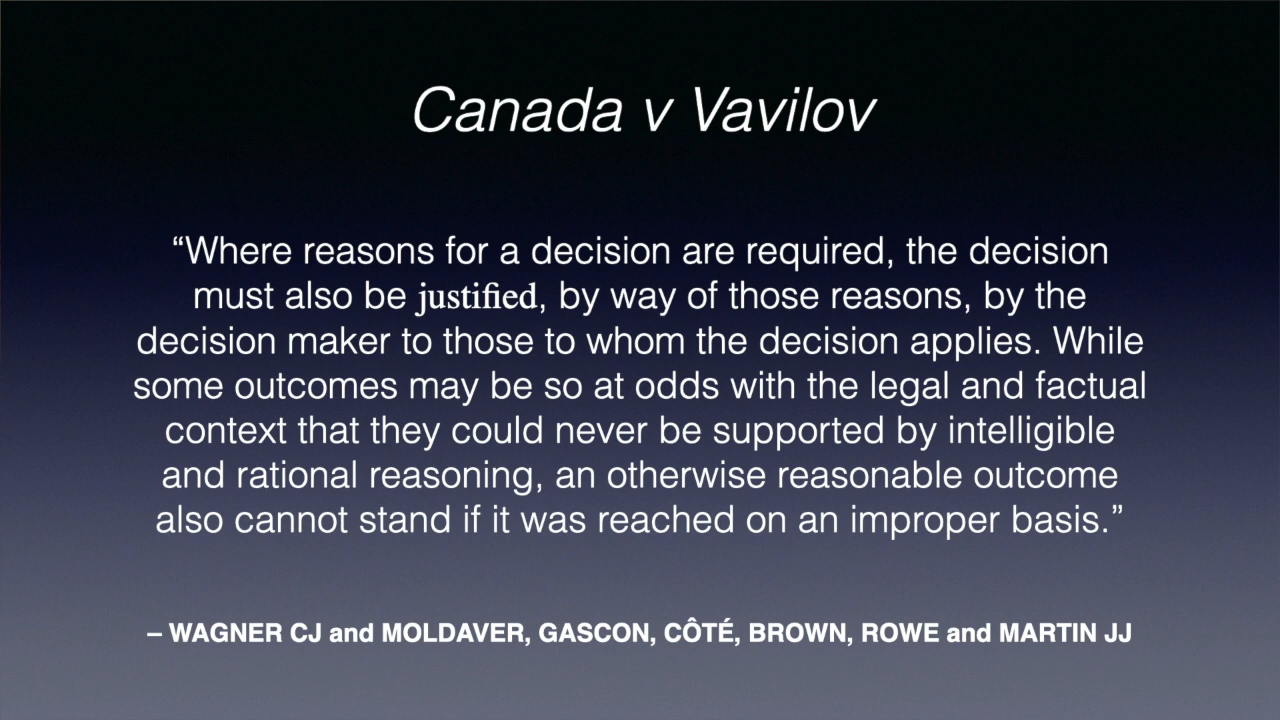 Canada v Vavilov
“Where reasons for a decision are required, the decision
must also be justified, by way of those reasons, by the
decision maker to those to whom the decision applies. While
some outcomes may be so at odds with the legal and factual
context that they could never be supported by intelligible
and rational reasoning, an otherwise reasonable outcome
also cannot stand if it was reached on an improper basis.”
– WAGNER CJ and MOLDAVER, GASCON, CÔTÉ, BROWN, ROWE and MARTIN JJ